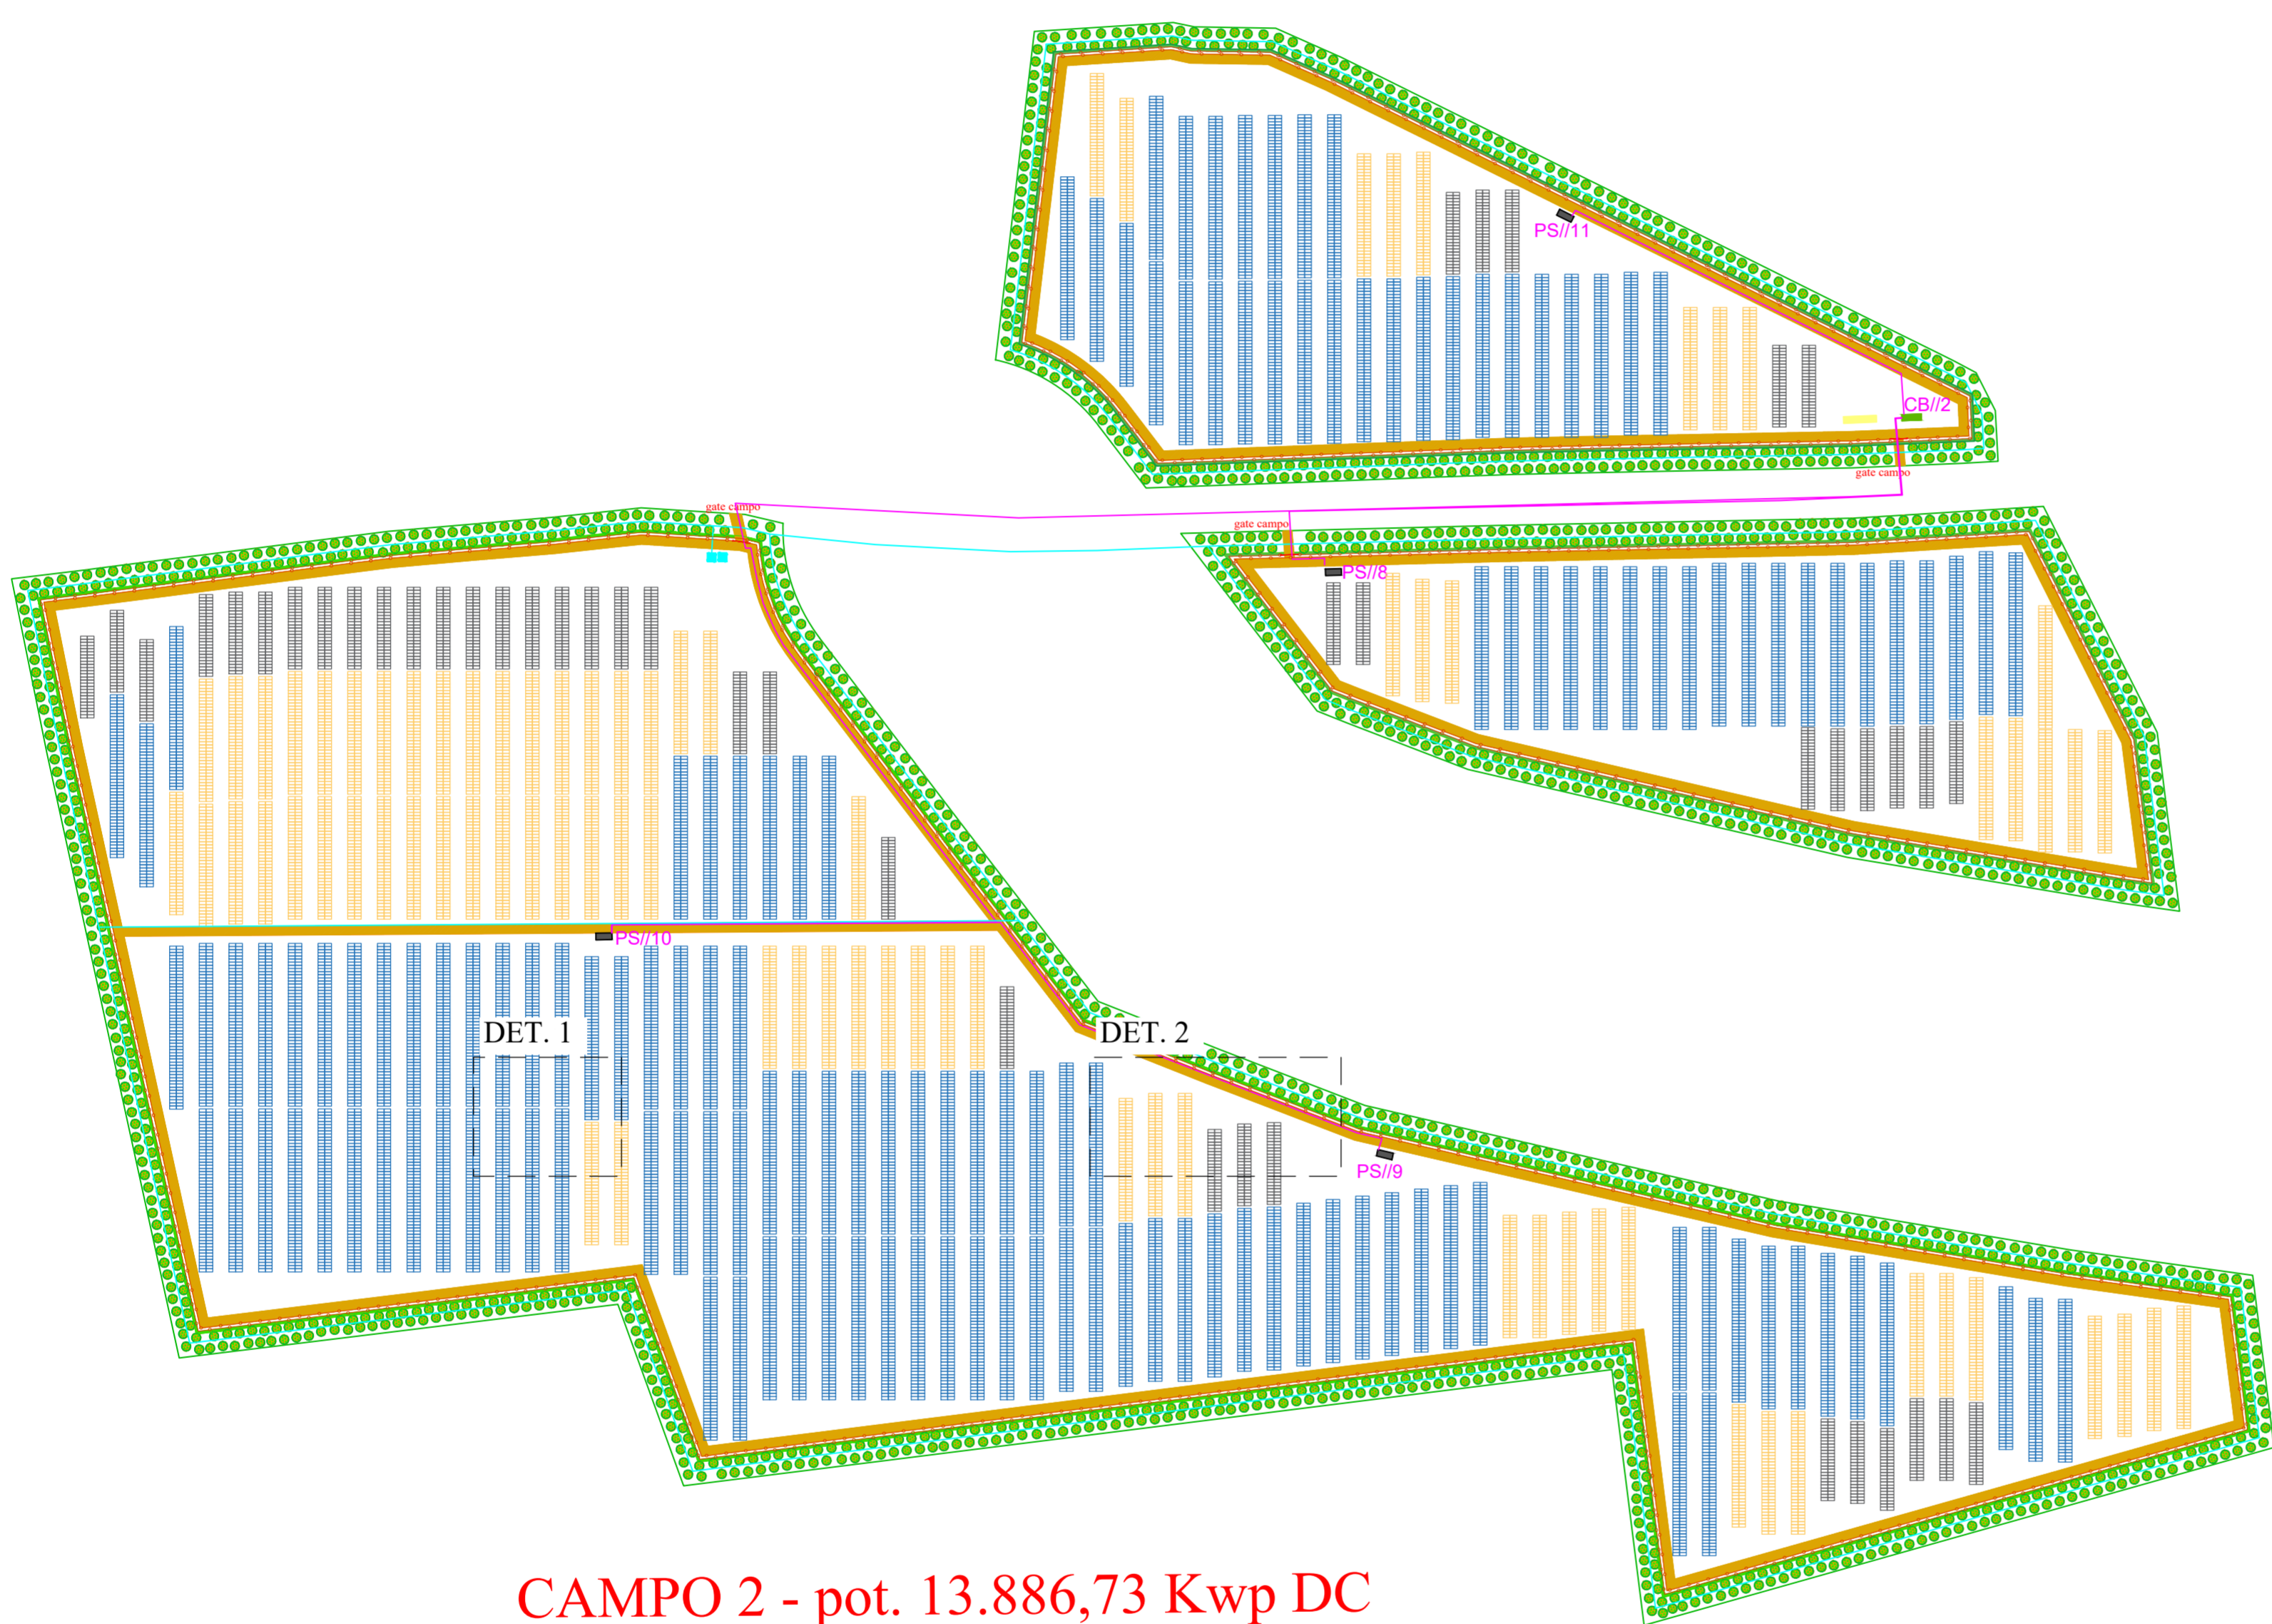 PS//11
CB//2
gate campo
gate campo
gate campo
PS//8
PS//10
DET. 1
DET. 2
PS//9
CAMPO 2 - pot. 13.886,73 Kwp DC